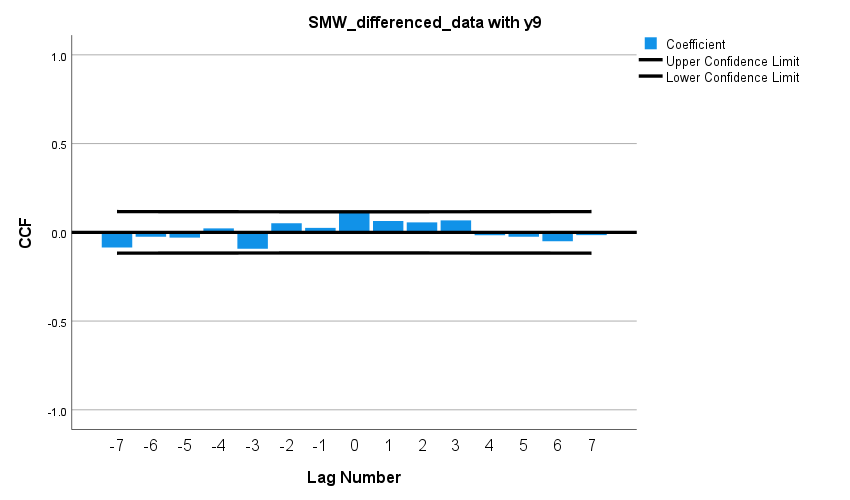 SMW_differenced_data with y9
Coefficient
Upper Confidence Limit
Lower Confidence Limit
1.0
0.5
0.0
-0.5
-1.0
CCF
-7 -6 -5 -4 -3 -2 -1 0 1 2 3 4 5 6 7
Lag Number